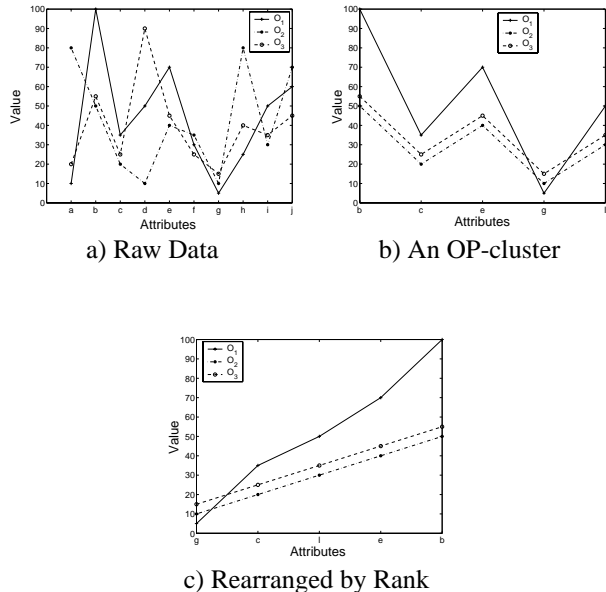 100
90
80
70
60
50
40
30
20
10
0
Value
a b c d e f g h i j
Attributes
O1
O2
O3
a) Raw Data
100
90
80
70
60
50
40
30
20
10
0
Value
b c e g l
Attributes
O1
O2
O3
b) An OP-cluster
100
90
80
70
60
50
40
30
20
10
0
Value
g c l e b
Attributes
O1
O2
O3
c) Rearranged by Rank